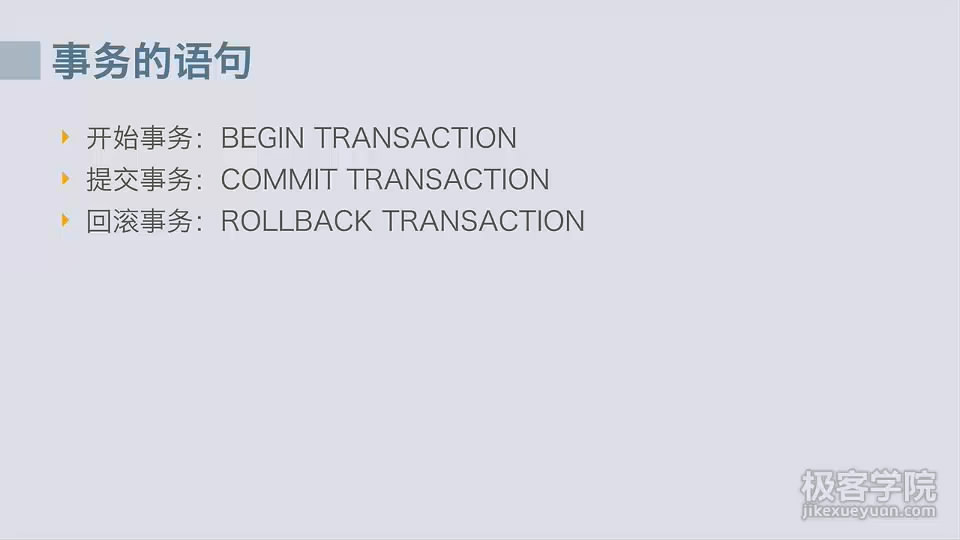 事务的语句
开始事务：BEGIN TRANSACTION
提交事务：COMMIT TRANSACTION
回滚事务：ROLLBACK TRANSACTION
极客学院
jikexueyuan.com